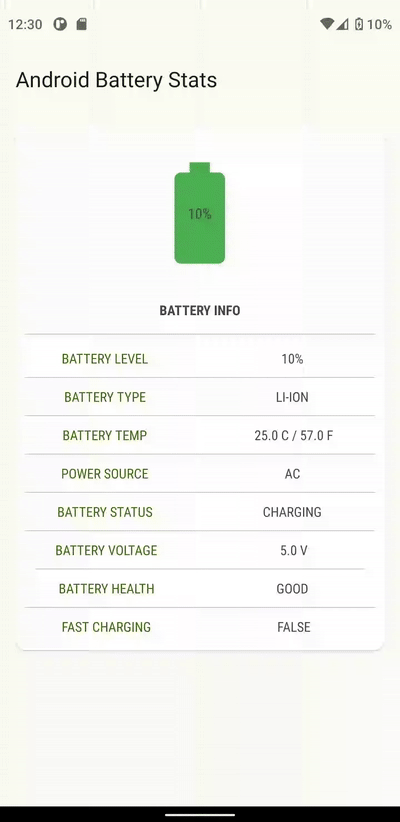 12:30 10%
Android Battery Stats
10%
BATTERY INFO
BATTERY LEVEL 10%
BATTERY TYPE LI-ION
BATTERY TEMP 25.0 C / 57.0 F
POWER SOURCE AC
BATTERY STATUS CHARGING
BATTERY VOLTAGE 5.0 V
BATTERY HEALTH GOOD
FAST CHARGING FALSE